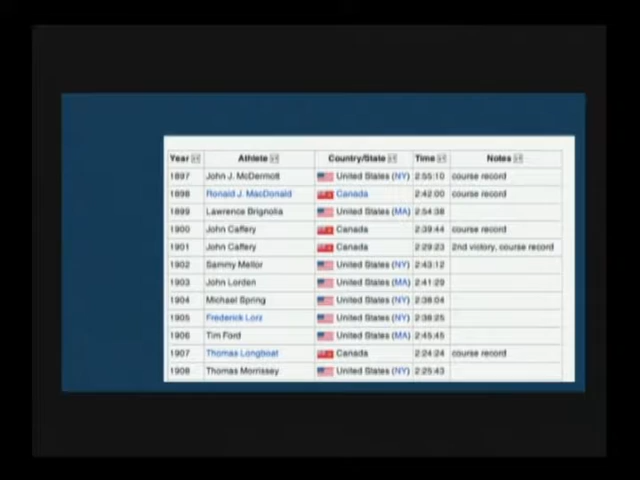 Year Athlete Country/State Time Notes
1897 John J. McDermott United States (NY) 2:55:10 course record
1898 Ronald J. MacDonald Canada 2:42:00 course record
1899 Lawrence Brignolia United States (MA) 2:54:38
1900 John Caffery Canada 2:39:44 course record
1901 John Caffery Canada 2:29:23 2nd victory, course record
1902 Sammy Mellor United States (NY) 2:43:12
1903 John Lorden United States (MA) 2:41:29
1904 Michael Spring United States (NY) 2:38:04
1905 Frederick Lorz United States (NY) 2:38:25
1906 Tim Ford United States (MA) 2:45:45
1907 Thomas Longboat Canada 2:24:24 course record
1908 Thomas Morrissey United States (NY) 2:25:43